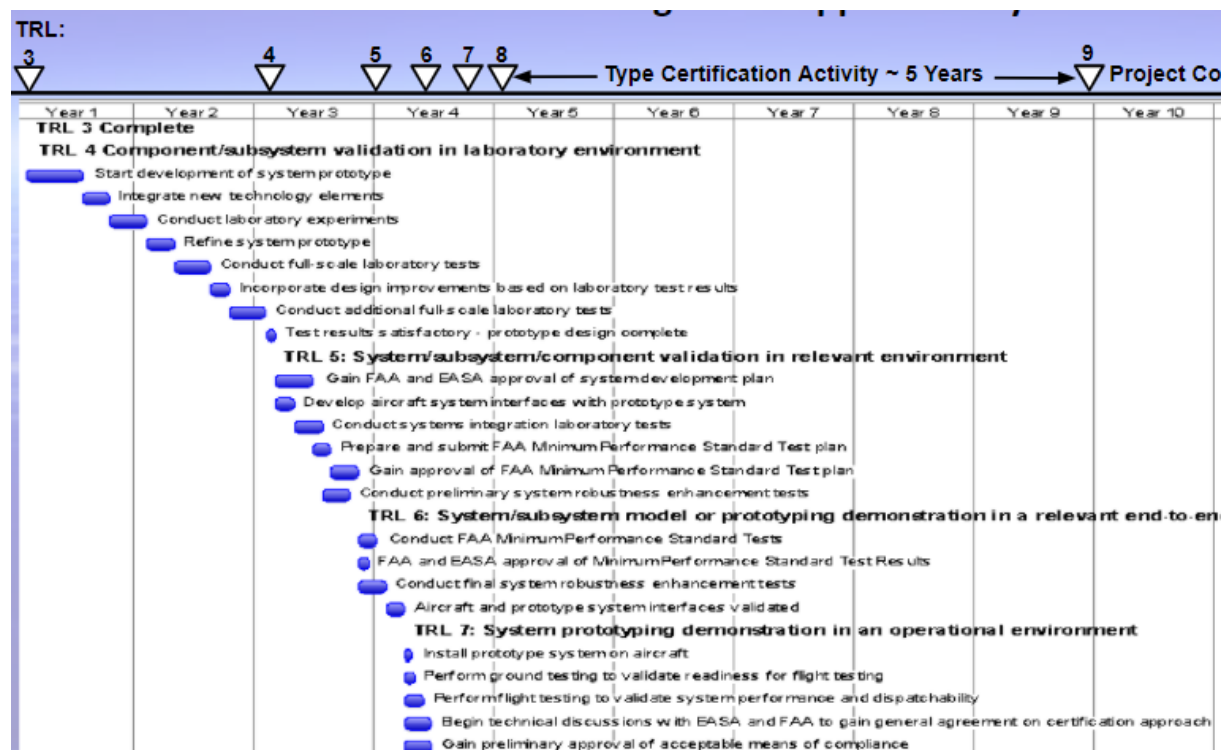 TRL:
3 4 5 6 7 8 9
Type Certification Activity ~ 5 Years
Project Co
Year 1 Year 2 Year 3 Year 4 Year 5 Year 6 Year 7 Year 8 Year 9 Year 10
TRL 3 Complete
TRL 4 Component/subsystem validation in laboratory environment
Start development of system prototype
Integrate new technology elements
Conduct laboratory experiments
Refine system prototype
Conduct full-scale laboratory tests
Incorporate design improvements based on laboratory test results
Conduct additional full-scale laboratory tests
Test results satisfactory - prototype design complete
TRL 5: System/subsystem/component validation in relevant environment
Gain FAA and EASA approval of system development plan
Develop aircraft system interfaces with prototype system
Conduct systems integration laboratory tests
Prepare and submit FAA Minimum Performance Standard Test plan
Gain approval of FAA Minimum Performance Standard Test plan
Conduct preliminary system robustness enhancement tests
TRL 6: System/subsystem model or prototyping demonstration in a relevant end-to-en
Conduct FAA Minimum Performance Standard Tests
FAA and EASA approval of Minimum Performance Standard Test Results
Conduct final system robustness enhancement tests
Aircraft and prototype system interfaces validated
TRL 7: System prototyping demonstration in an operational environment
Install prototype system on aircraft
Perform ground testing to validate readiness for flight testing
Perform flight testing to validate system performance and dispatchability
Begin technical discussions with EASA and FAA to gain general agreement on certification approach
Gain preliminary approval of acceptable means of compliance